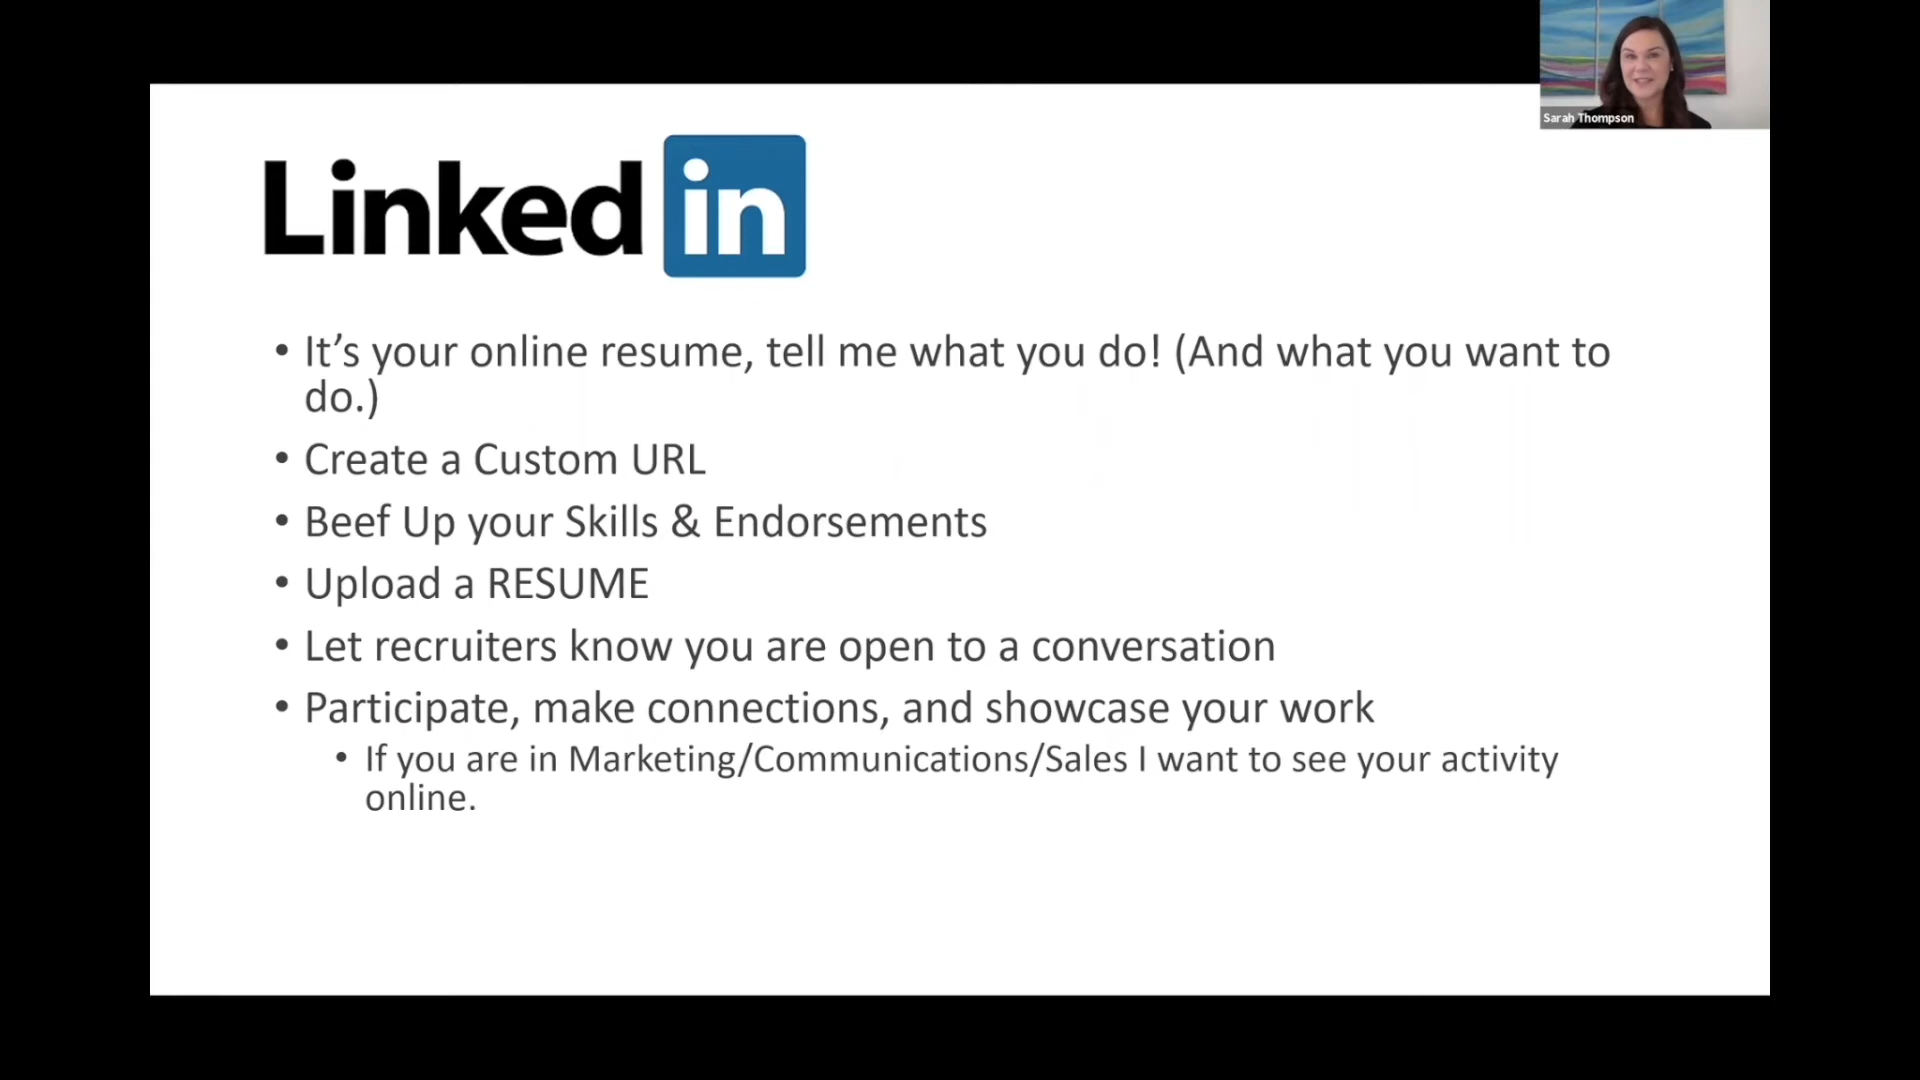 Sarah Thompson
Linked in
• It’s your online resume, tell me what you do! (And what you want to
do.)
• Create a Custom URL
• Beef Up your Skills & Endorsements
• Upload a RESUME
• Let recruiters know you are open to a conversation
• Participate, make connections, and showcase your work
• If you are in Marketing/Communications/Sales I want to see your activity
online.